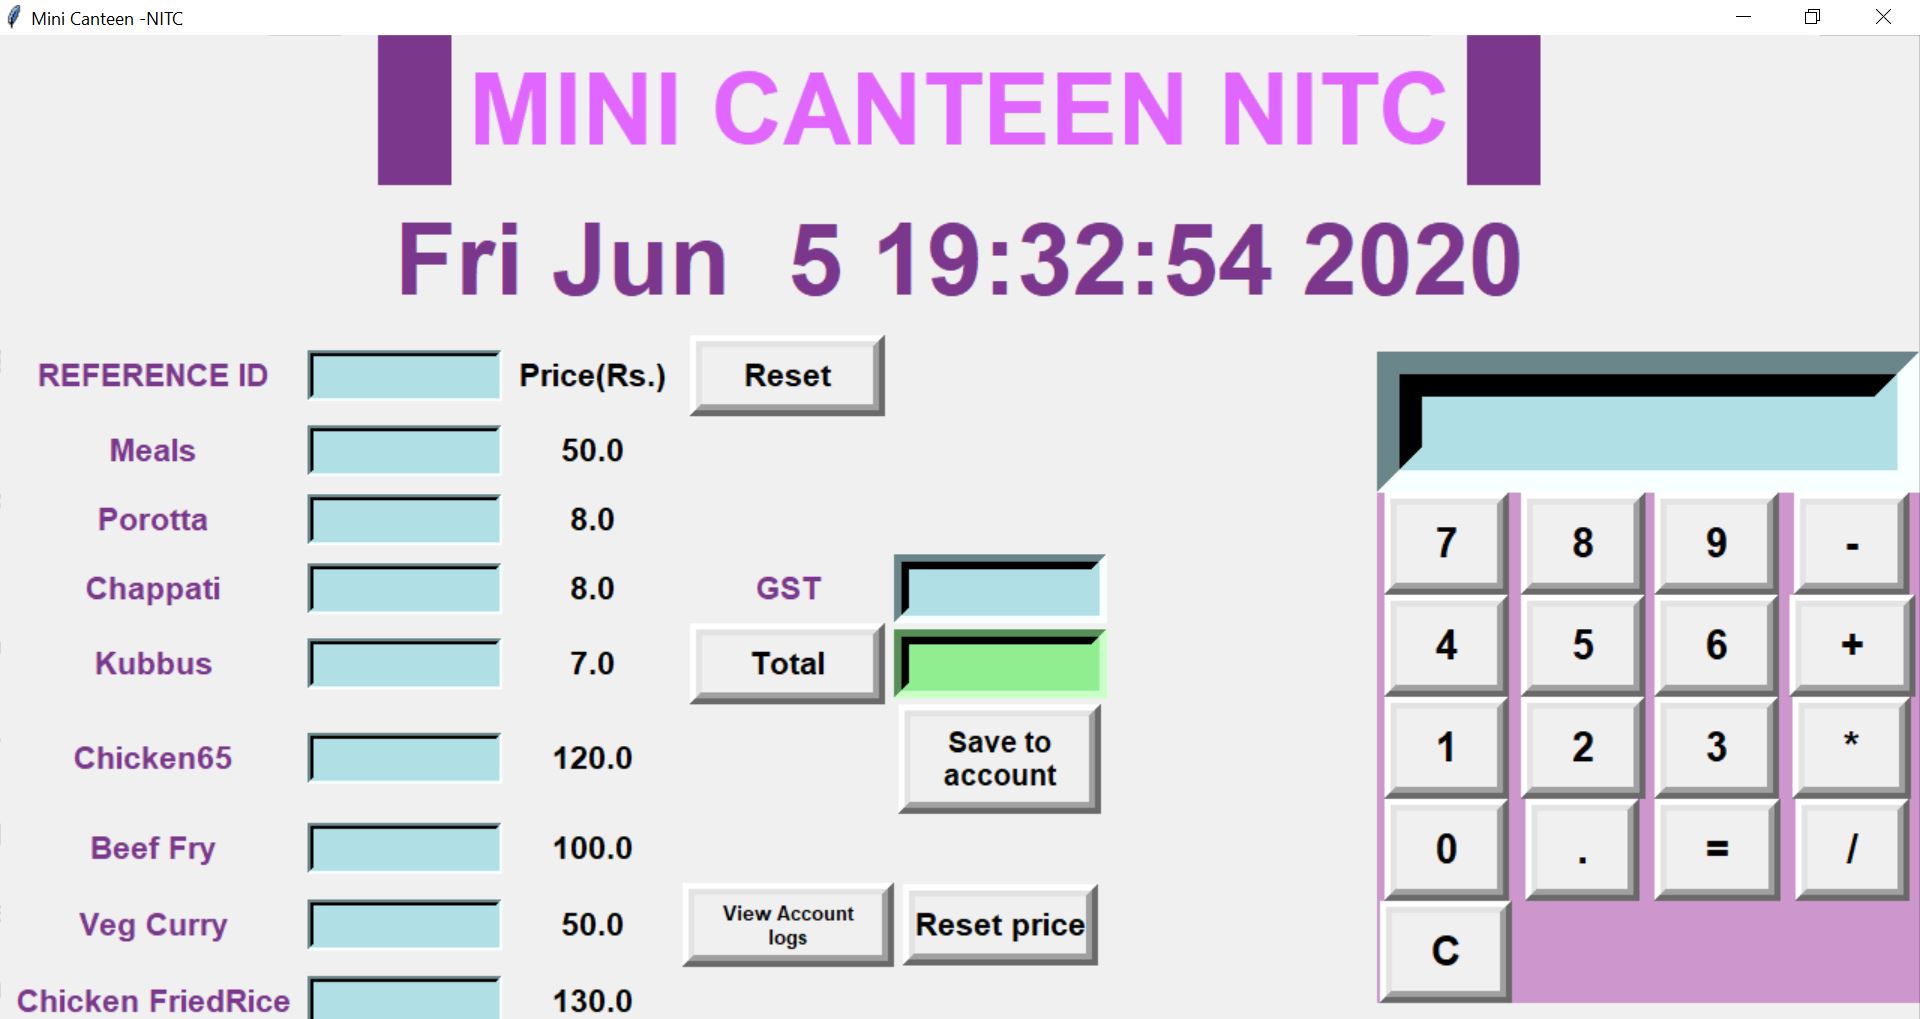 Mini Canteen -NITC
MINI CANTEEN NITC
Fri Jun  5 19:32:54 2020
REFERENCE ID
Price(Rs.)
Reset
Meals
50.0
Porotta
8.0
Chappati
8.0
GST
Kubbus
7.0
Total
Chicken65
120.0
Save to
account
Beef Fry
100.0
Veg Curry
50.0
View Account
logs
Reset price
Chicken FriedRice
130.0
7 8 9 -
4 5 6 +
1 2 3 *
0 . = /
C